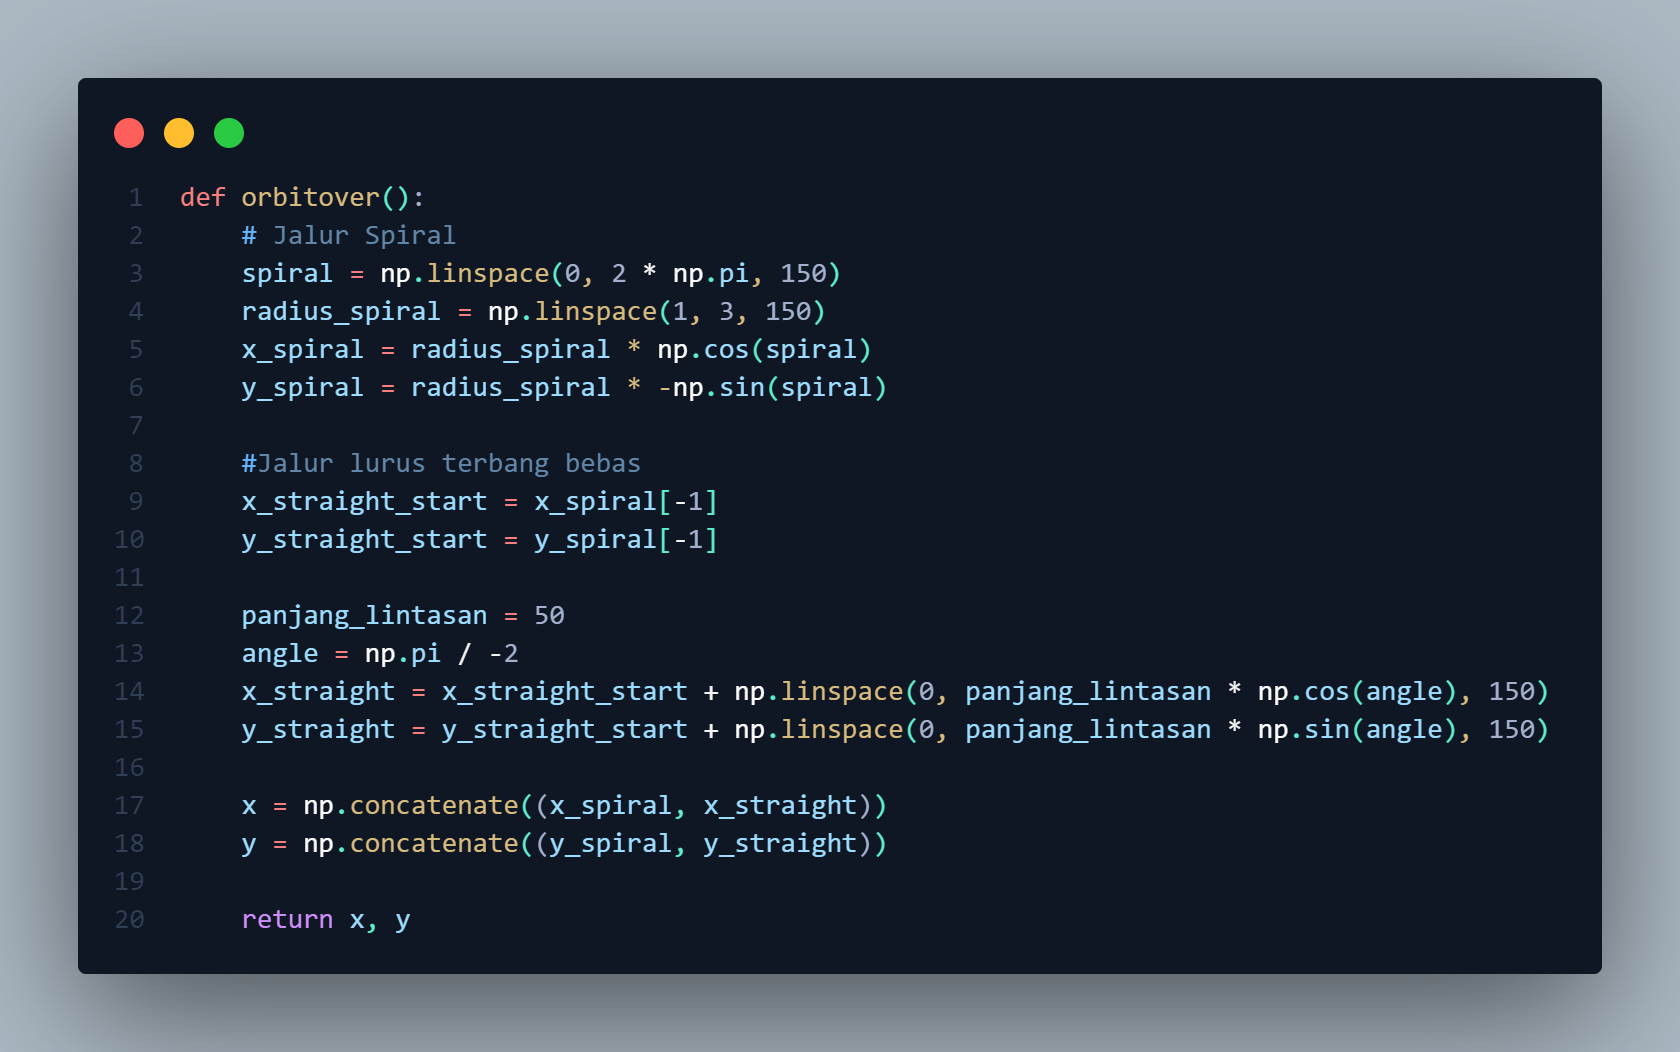 1 def orbitover():
2 # Jalur Spiral
3 spiral = np.linspace(0, 2 * np.pi, 150)
4 radius_spiral = np.linspace(1, 3, 150)
5 x_spiral = radius_spiral * np.cos(spiral)
6 y_spiral = radius_spiral * -np.sin(spiral)
7
8 #Jalur lurus terbang bebas
9 x_straight_start = x_spiral[-1]
10 y_straight_start = y_spiral[-1]
11
12 panjang_lintasan = 50
13 angle = np.pi / -2
14 x_straight = x_straight_start + np.linspace(0, panjang_lintasan * np.cos(angle), 150)
15 y_straight = y_straight_start + np.linspace(0, panjang_lintasan * np.sin(angle), 150)
16
17 x = np.concatenate((x_spiral, x_straight))
18 y = np.concatenate((y_spiral, y_straight))
19
20 return x, y